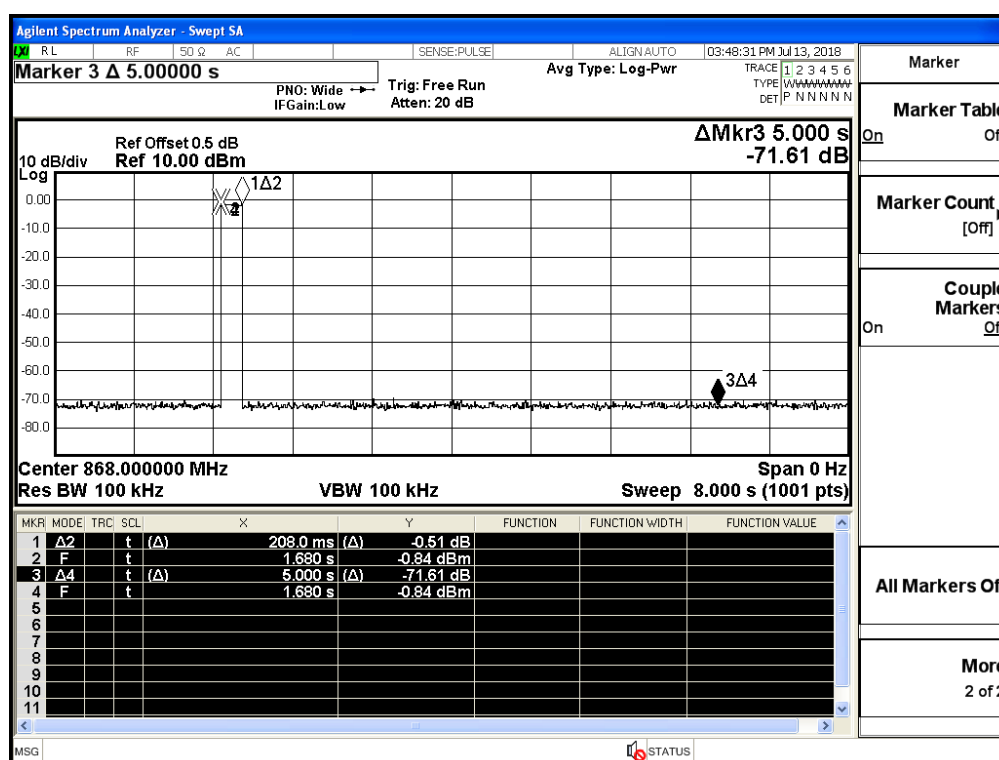 Agilent Spectrum Analyzer - Swept SA
LXI RL RF 50 Ω AC SENSE:PULSE ALIGN AUTO 03:48:31 PM Jul 13, 2018
Marker 3 Δ 5.00000 s
PNO: Wide
IFGain:Low
Trig: Free Run
Atten: 20 dB
Avg Type: Log-Pwr
TRACE 1 2 3 4 5 6
TYPE WWWWWW
DET P N N N N N
ΔMkr3 5.000 s
-71.61 dB
Ref Offset 0.5 dB
10 dB/div Ref 10.00 dBm
Log
0.00
-10.0
-20.0
-30.0
-40.0
-50.0
-60.0
-70.0
-80.0
1Δ2
3Δ4
Center 868.000000 MHz Span 0 Hz
Res BW 100 kHz VBW 100 kHz Sweep 8.000 s (1001 pts)
MKR MODE TRC SCL X Y FUNCTION FUNCTION WIDTH FUNCTION VALUE
1 Δ2 t (Δ) 208.0 ms (Δ) -0.51 dB
2 F t 1.680 s -0.84 dBm
3 Δ4 t (Δ) 5.000 s (Δ) -71.61 dB
4 F t 1.680 s -0.84 dBm
5
6
7
8
9
10
11
MSG STATUS
Marker
Marker Table
On Of
Marker Count
[Off]
Couple
Markers
On Of
All Markers Of
More
2 of 2